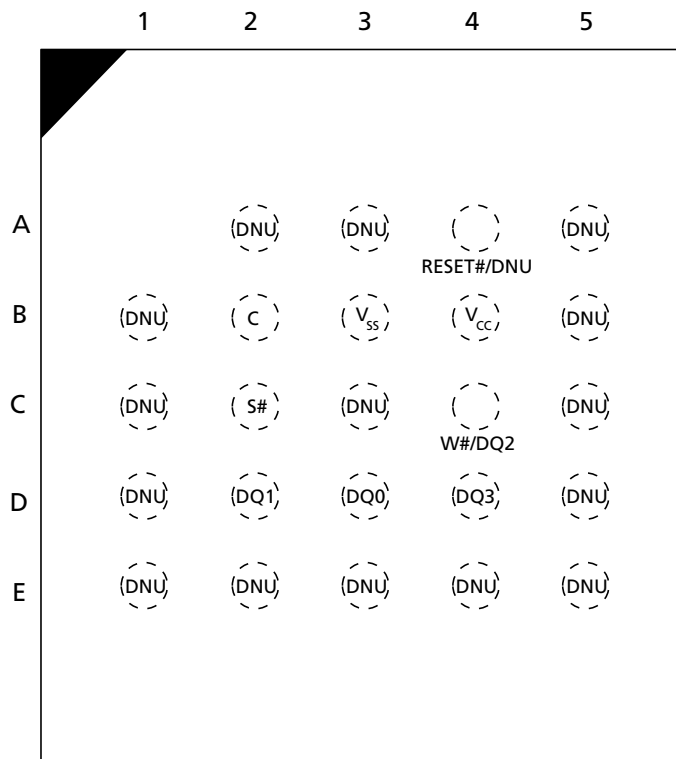 1 2 3 4 5
A DNU DNU DNU
RESET#/DNU
B DNU C VSS VCC DNU
C DNU S# DNU DNU
W#/DQ2
D DNU DQ1 DQ0 DQ3 DNU
E DNU DNU DNU DNU DNU